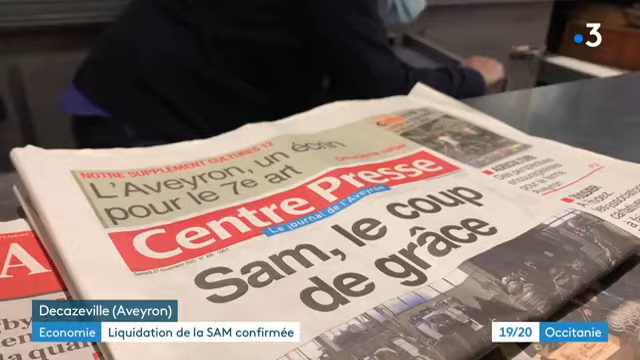 3
NOTRE SUPPLÉMENT CULTURES 12
L'Aveyron, un écrin
pour le 7e art
Centre Presse
Le journal de l'Aveyron
Sam, le coup
de grâce
AGRICULTURE
A
Decazeville (Aveyron)
Economie Liquidation de la SAM confirmée
19/20 Occitanie